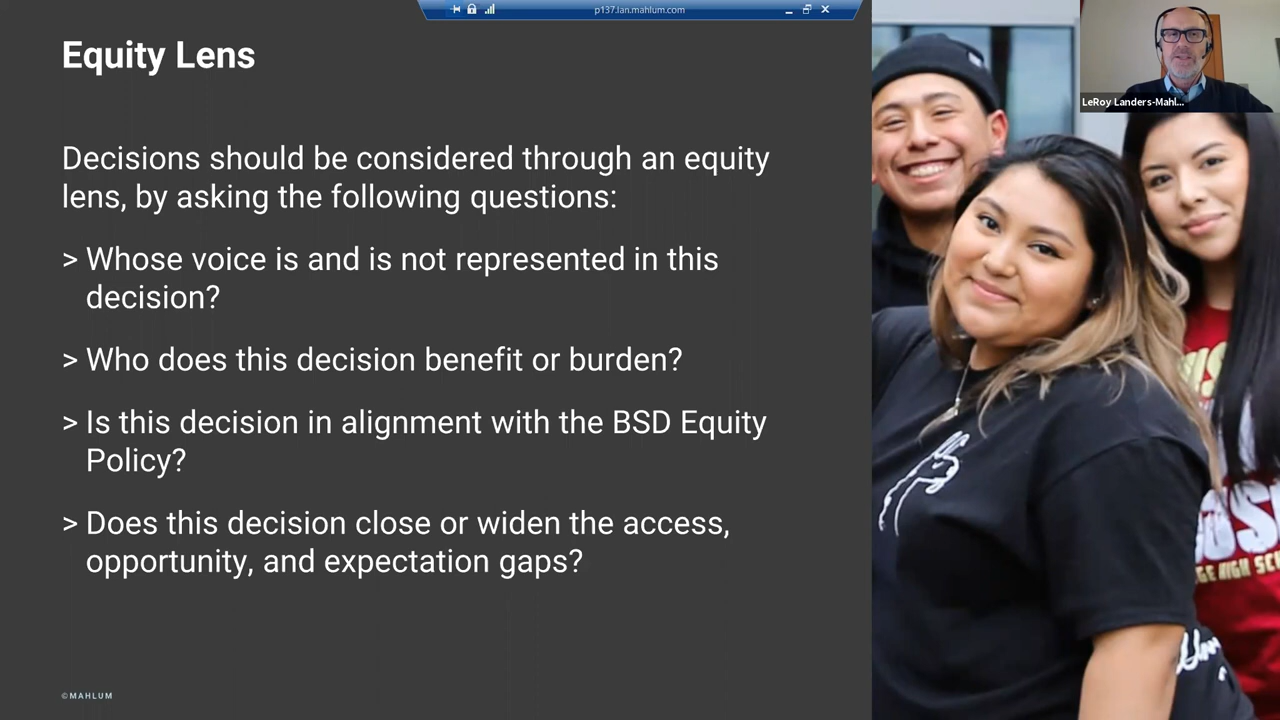 p137.lan.mahlum.com
Equity Lens
LeRoy Landers-Mahl...
Decisions should be considered through an equity
lens, by asking the following questions:
> Whose voice is and is not represented in this
decision?
> Who does this decision benefit or burden?
> Is this decision in alignment with the BSD Equity
Policy?
> Does this decision close or widen the access,
opportunity, and expectation gaps?
©MAHLUM